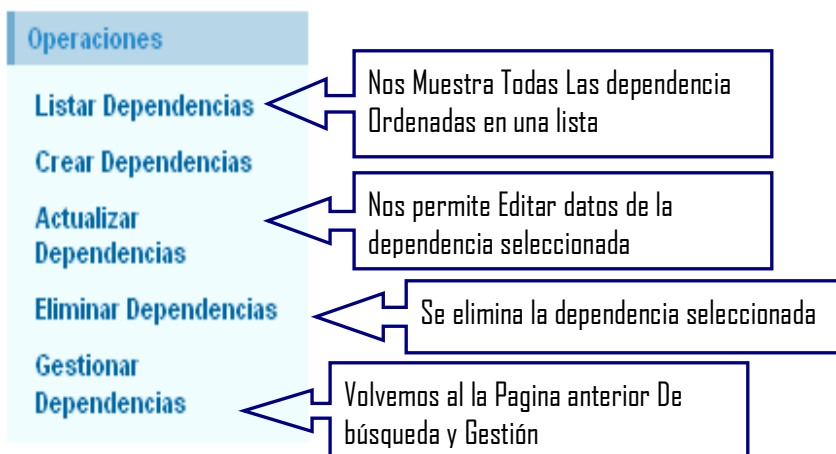 Operaciones
Listar Dependencias
Nos Muestra Todas Las dependencia
Ordenadas en una lista
Crear Dependencias
Actualizar
Dependencias
Nos permite Editar datos de la
dependencia seleccionada
Eliminar Dependencias
Se elimina la dependencia seleccionada
Gestionar
Dependencias
Volvemos al la Pagina anterior De
búsqueda y Gestión